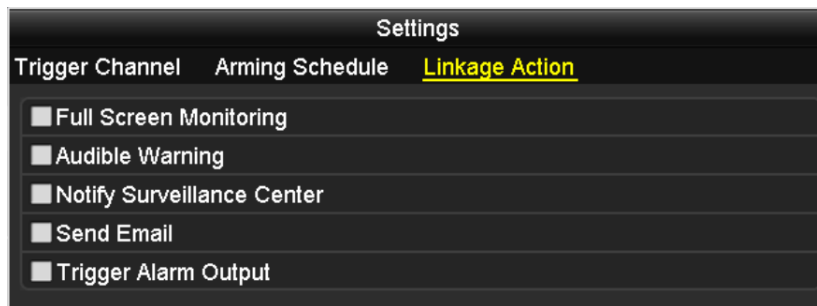 Settings
Trigger Channel Arming Schedule Linkage Action
Full Screen Monitoring
Audible Warning
Notify Surveillance Center
Send Email
Trigger Alarm Output